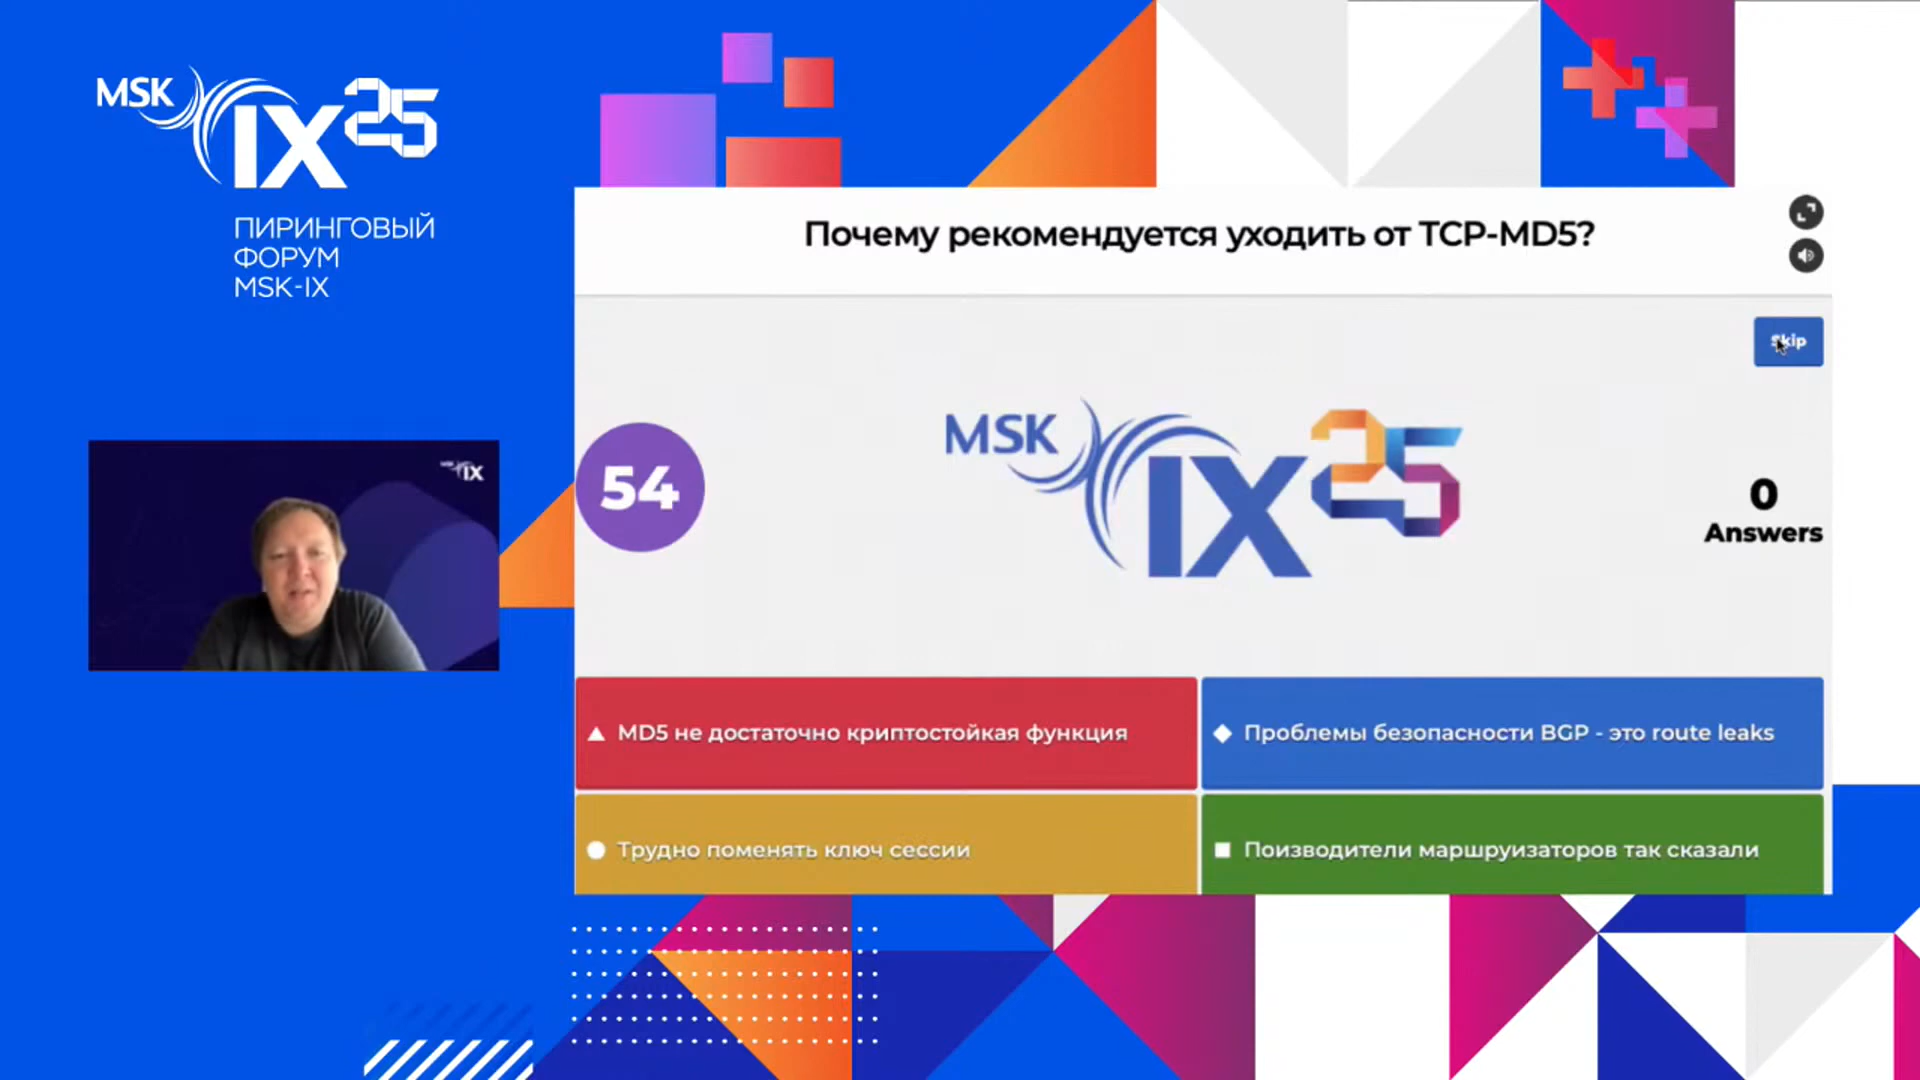 MSK IX 25
ПИРИНГОВЫЙ
ФОРУМ
MSK-IX
Почему рекомендуется уходить от TCP-MD5?
Skip
MSK IX 25
54
0
Answers
MSK IX
MD5 не достаточно криптостойкая функция
Проблемы безопасности BGP - это route leaks
Трудно поменять ключ сессии
Поизводители маршруизаторов так сказали